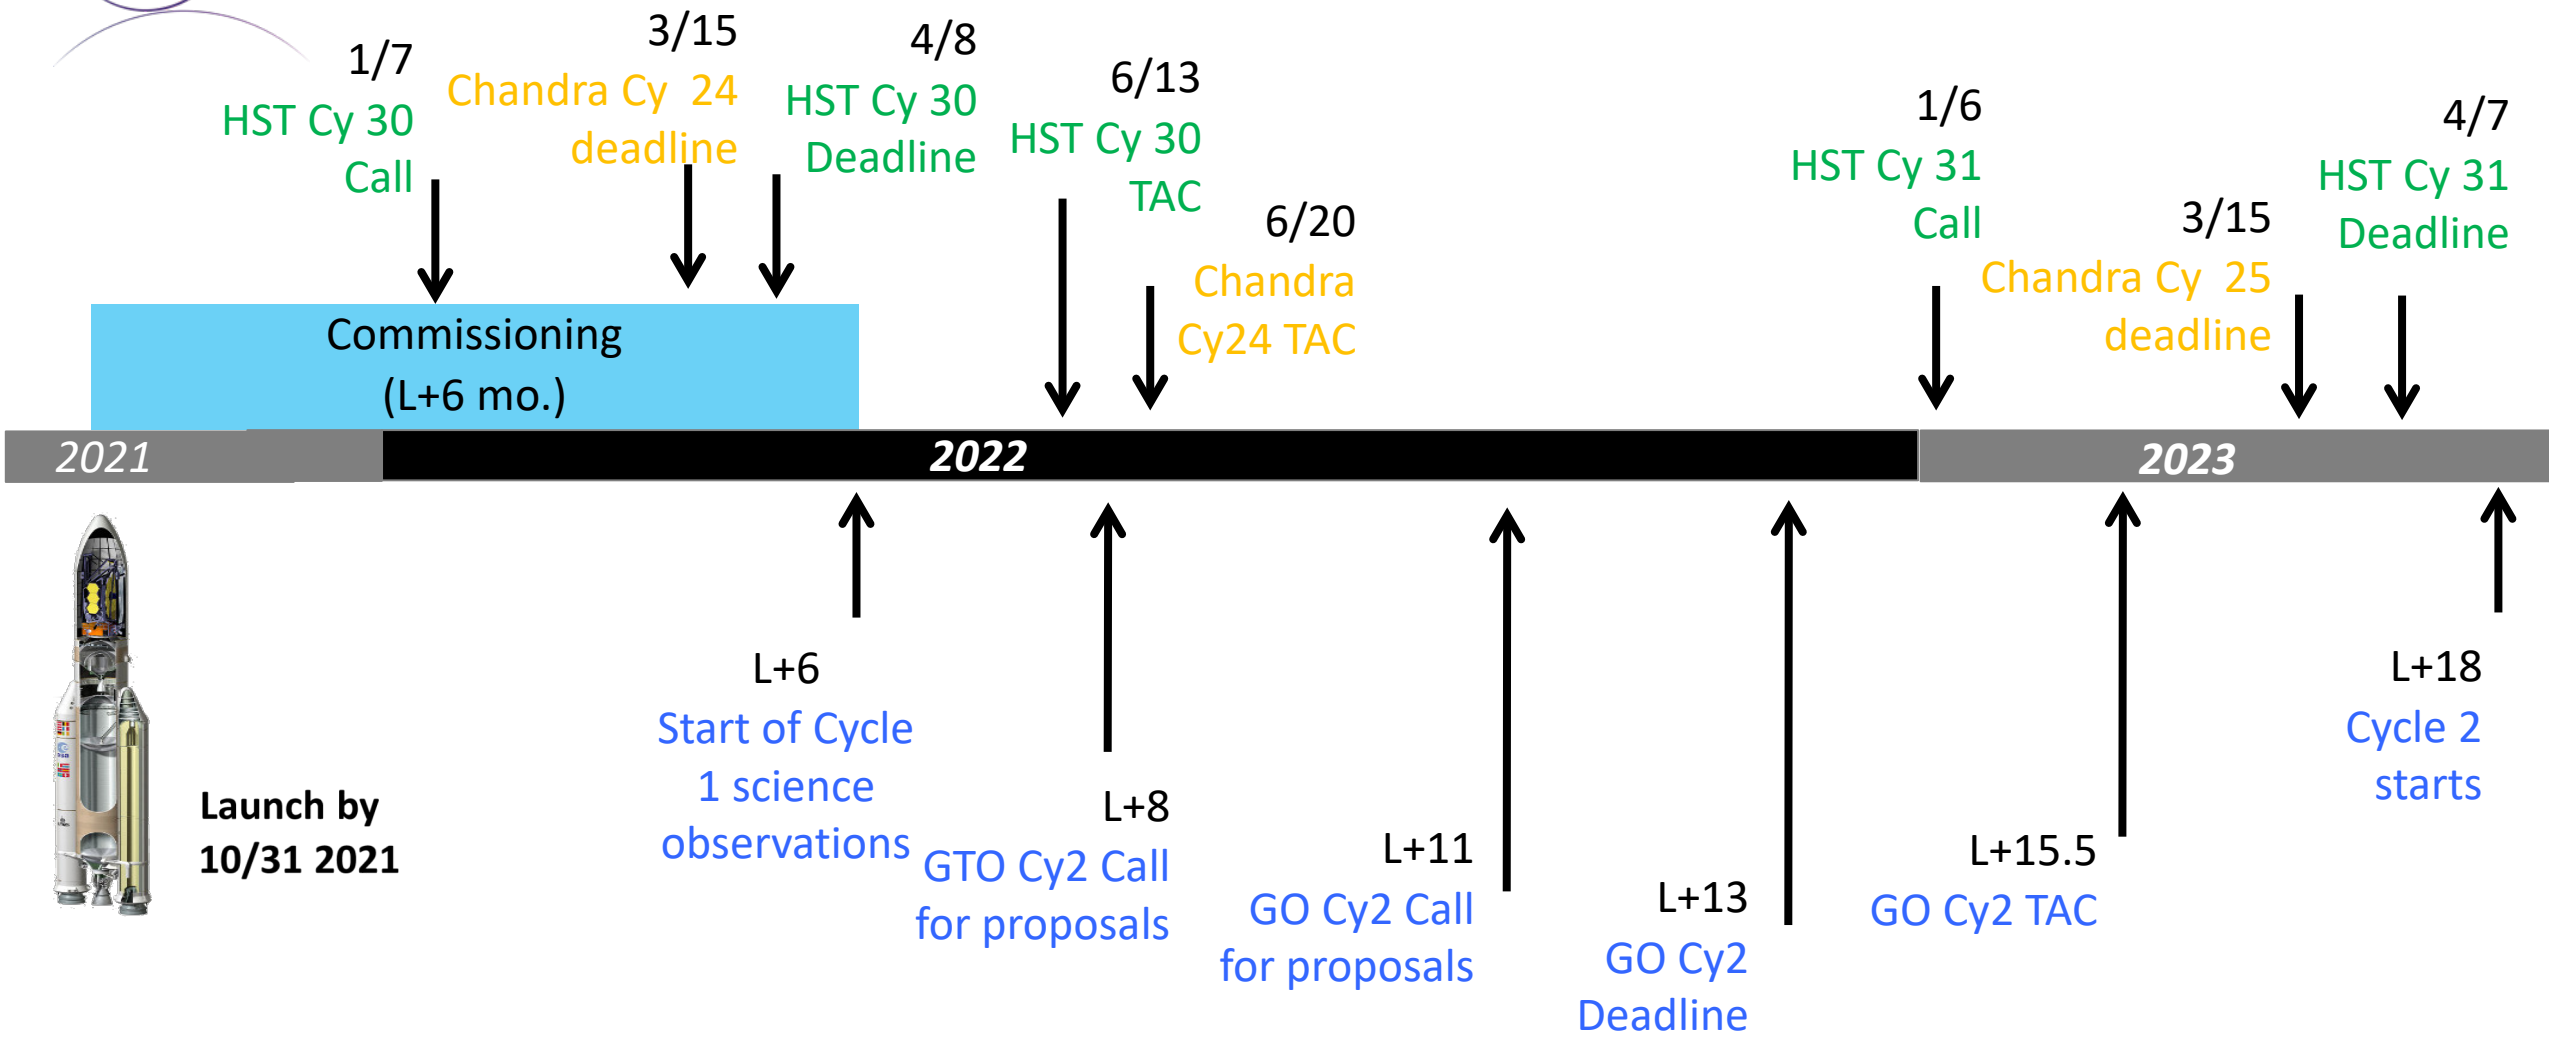 1/7
HST Cy 30
Call
3/15
Chandra Cy  24
deadline
4/8
HST Cy 30
Deadline
6/13
HST Cy 30
TAC
6/20
Chandra
Cy24 TAC
1/6
HST Cy 31
Call
3/15
Chandra Cy  25
deadline
4/7
HST Cy 31
Deadline
Commissioning
(L+6 mo.)
2021
2022
2023
Launch by
10/31 2021
L+6
Start of Cycle
1 science
observations
L+8
GTO Cy2 Call
for proposals
L+11
GO Cy2 Call
for proposals
L+13
GO Cy2
Deadline
L+15.5
GO Cy2 TAC
L+18
Cycle 2
starts